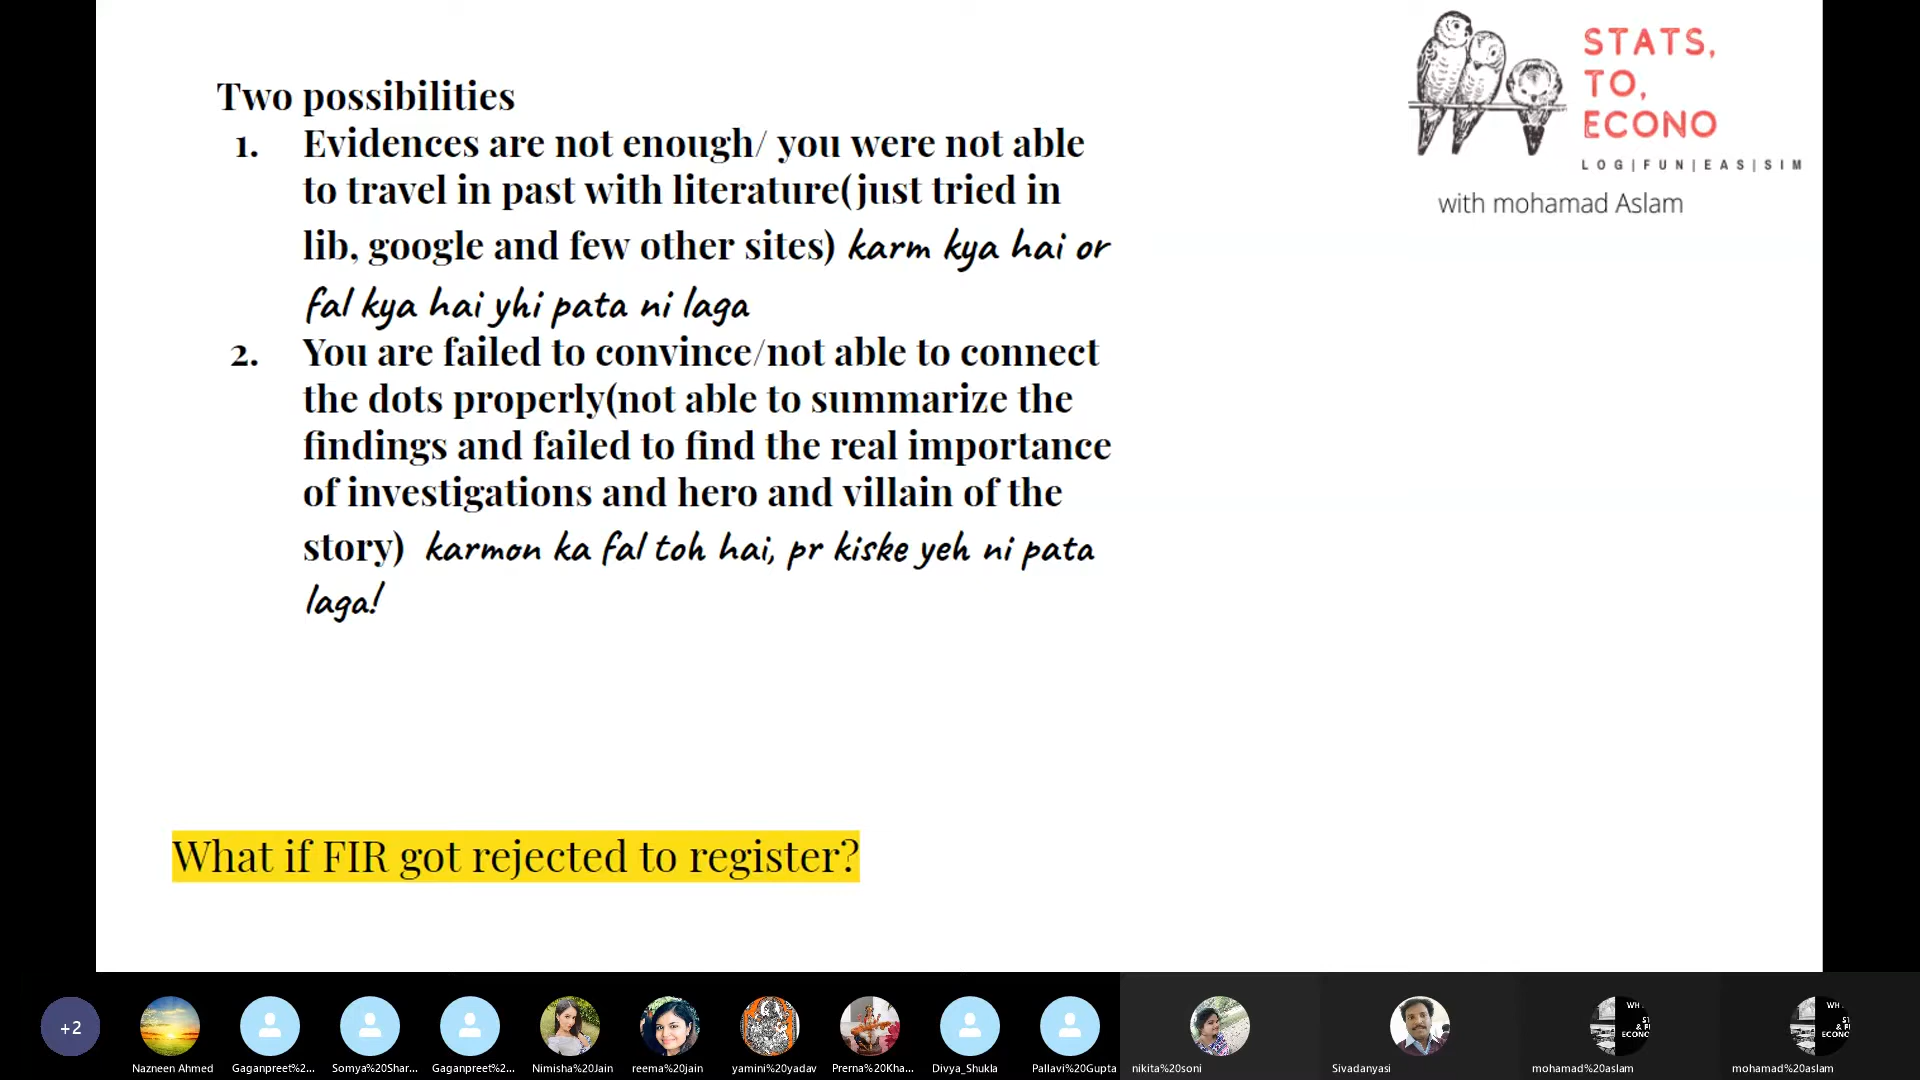 Two possibilities
1. Evidences are not enough/ you were not able
to travel in past with literature(just tried in
lib, google and few other sites) karm kya hai or
fal kya hai yhi pata ni laga
2. You are failed to convince/not able to connect
the dots properly(not able to summarize the
findings and failed to find the real importance
of investigations and hero and villain of the
story) karmon ka fal toh hai, pr kiske yeh ni pata
laga!
STATS,
TO,
ECONO
LOG|FUN|EAS|SIM
with mohamad Aslam
What if FIR got rejected to register?
+2
Nazneen Ahmed
Gaganpreet%2...
Somya%20Shar...
Gaganpreet%2...
Nimisha%20Jain
reema%20jain
yamini%20yadav
Prerna%20Kha...
Divya_Shukla
Pallavi%20Gupta
nikita%20soni
Sivadanyasi
mohamad%20aslam
mohamad%20aslam